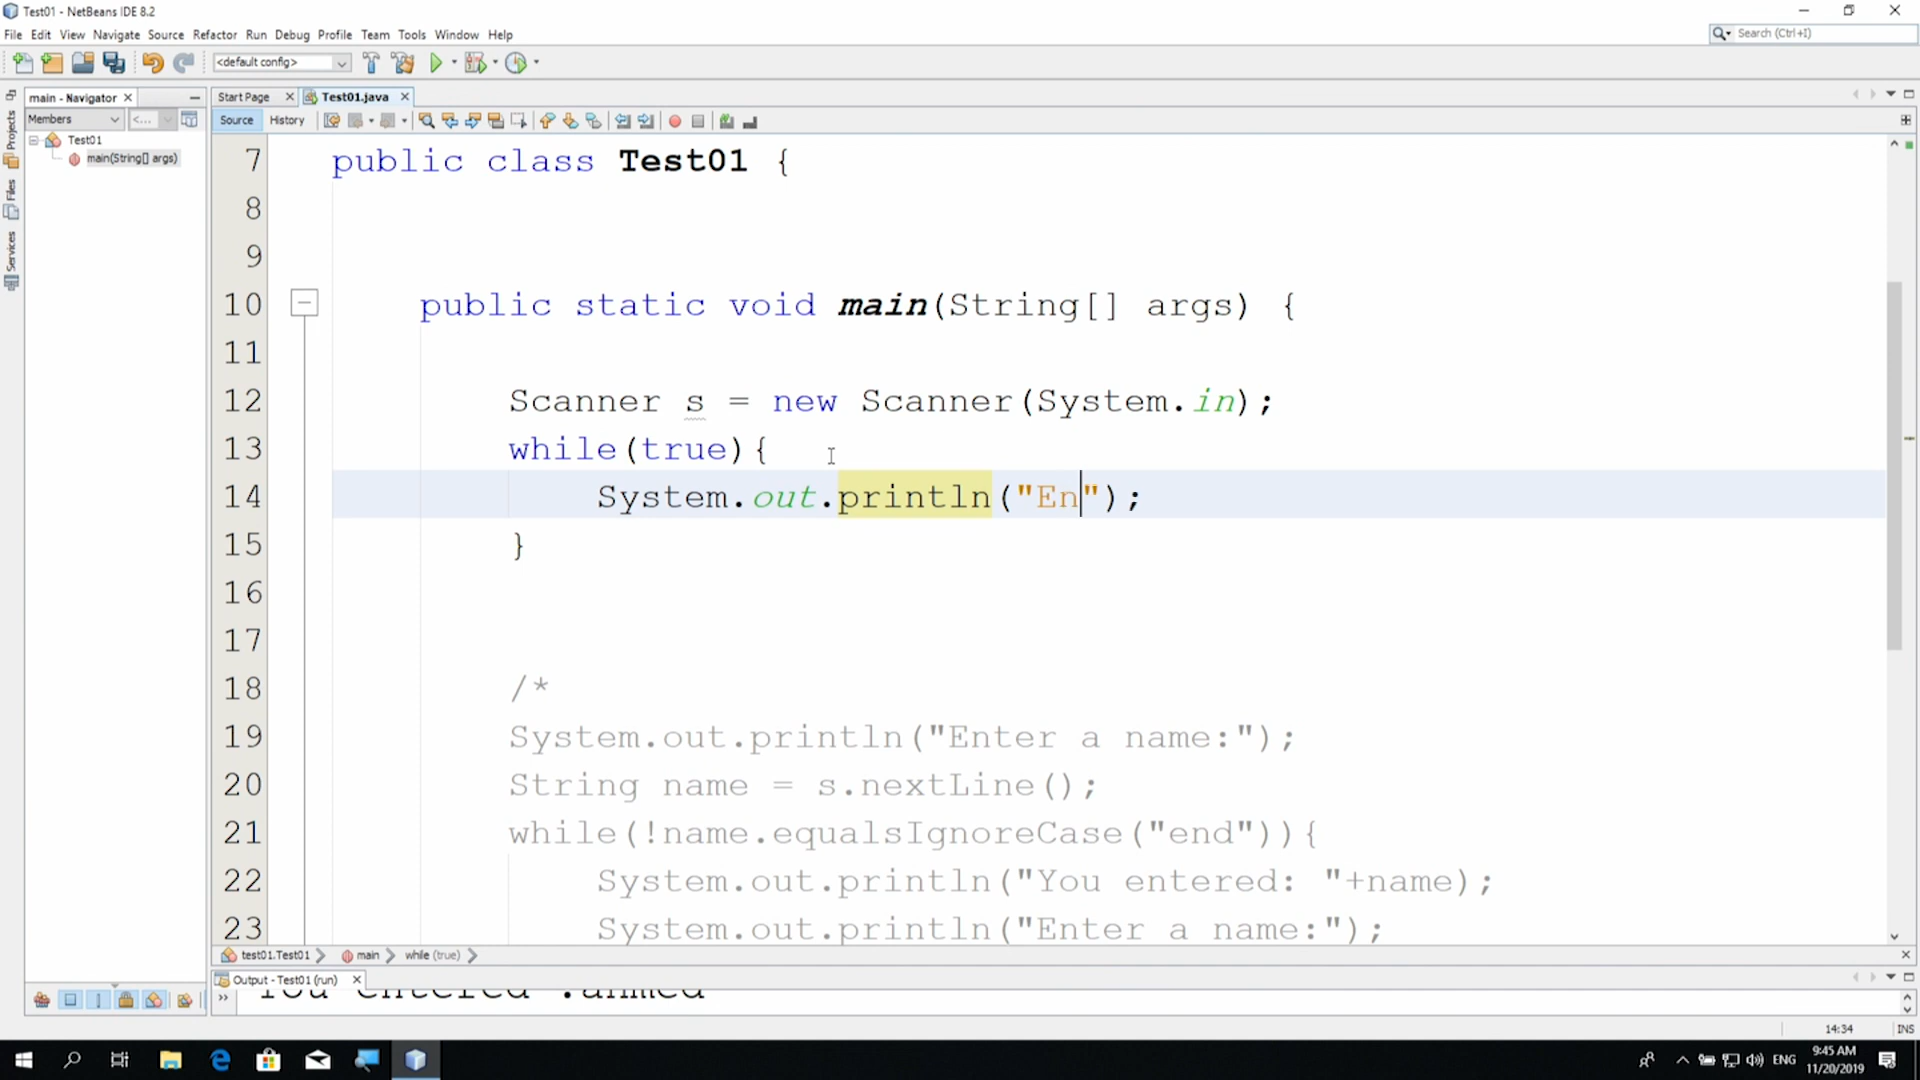 Test01 - NetBeans IDE 8.2
File Edit View Navigate Source Refactor Run Debug Profile Team Tools Window Help
Search (Ctrl+I)
<default config>
main - Navigator
Start Page
Test01.java
Members
<...
Source
History
Projects
Files
Services
Test01
main(String[] args)
7 public class Test01 {
8
9
10 public static void main(String[] args) {
11
12 Scanner s = new Scanner(System.in);
13 while(true){
14 System.out.println("En");
15 }
16
17
18 /*
19 System.out.println("Enter a name:");
20 String name = s.nextLine();
21 while(!name.equalsIgnoreCase("end")){
22 System.out.println("You entered: "+name);
23 System.out.println("Enter a name:");
test01.Test01 main while (true)
Output - Test01 (run)
You entered :ahmed
14:34 INS
ENG
9:45 AM
11/20/2019